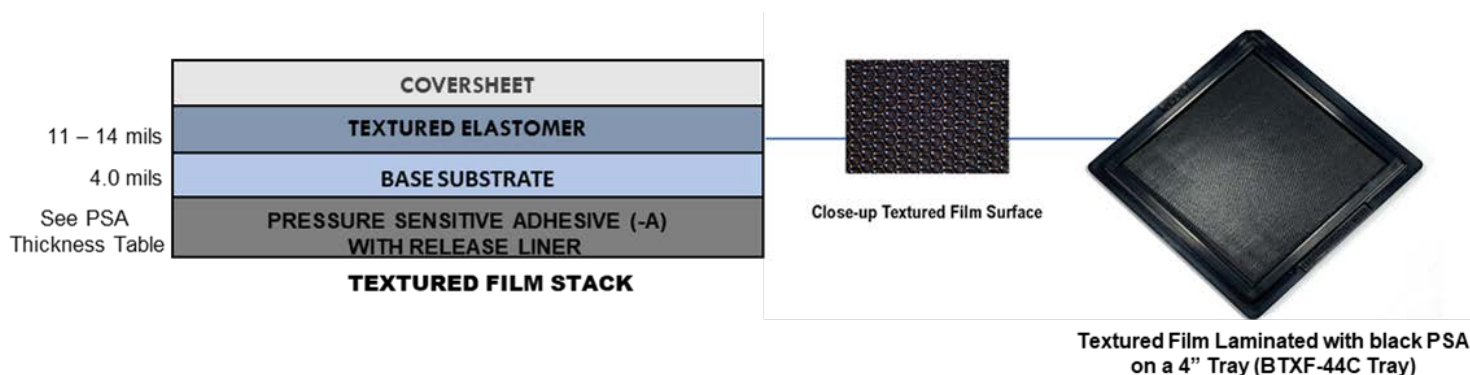 COVERSHEET
11 – 14 mils
TEXTURED ELASTOMER
4.0 mils
BASE SUBSTRATE
See PSA
Thickness Table
PRESSURE SENSITIVE ADHESIVE (-A)
WITH RELEASE LINER
TEXTURED FILM STACK
Close-up Textured Film Surface
Textured Film Laminated with black PSA
on a 4” Tray (BTXF-44C Tray)